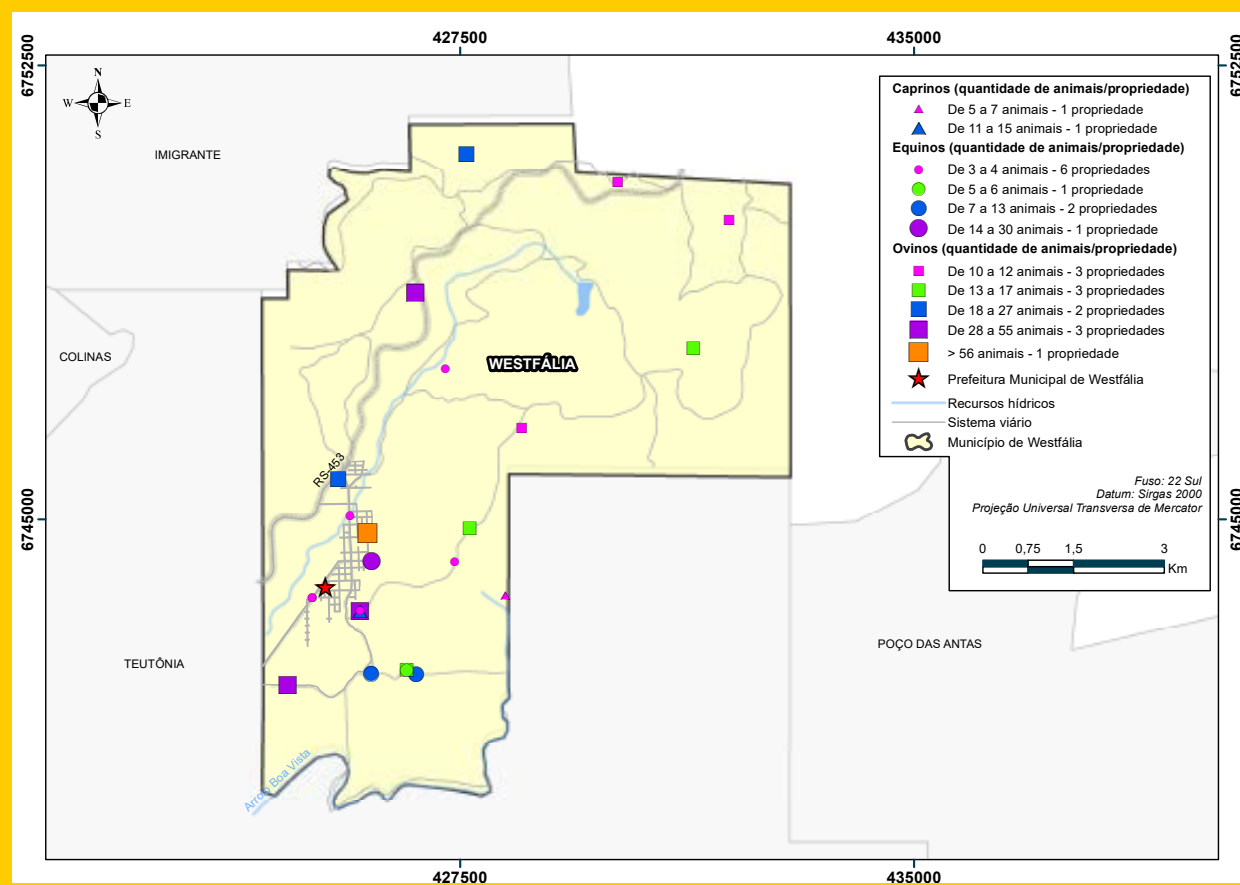 427500
435000
6752500
6752500
N
W
E
S
IMIGRANTE
COLINAS
WESTFÁLIA
RS-453
6745000
6745000
TEUTÔNIA
POÇO DAS ANTAS
Arroio Boa Vista
427500
435000
Caprinos (quantidade de animais/propriedade)
De 5 a 7 animais - 1 propriedade
De 11 a 15 animais - 1 propriedade
Equinos (quantidade de animais/propriedade)
De 3 a 4 animais - 6 propriedades
De 5 a 6 animais - 1 propriedade
De 7 a 13 animais - 2 propriedades
De 14 a 30 animais - 1 propriedade
Ovinos (quantidade de animais/propriedade)
De 10 a 12 animais - 3 propriedades
De 13 a 17 animais - 3 propriedades
De 18 a 27 animais - 2 propriedades
De 28 a 55 animais - 3 propriedades
> 56 animais - 1 propriedade
Prefeitura Municipal de Westfália
Recursos hídricos
Sistema viário
Município de Westfália
Fuso: 22 Sul
Datum: Sirgas 2000
Projeção Universal Transversa de Mercator
0 0,75 1,5 3
Km